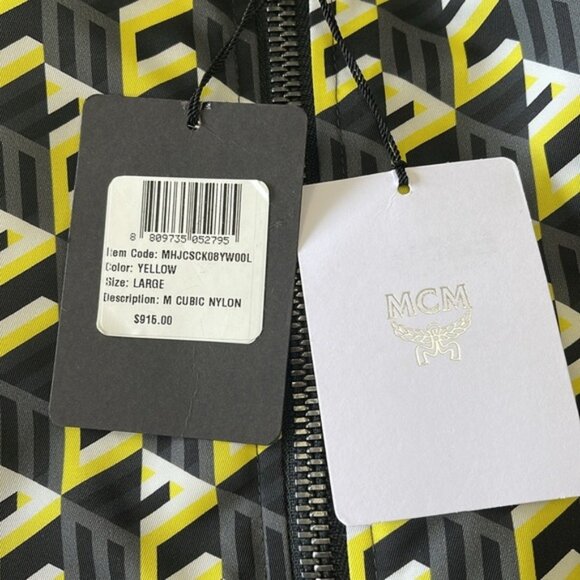 8 809735 052795
Item Code: MHJCSCK08YW00L
Color: YELLOW
Size: LARGE
Description: M CUBIC NYLON
$915.00
MCM